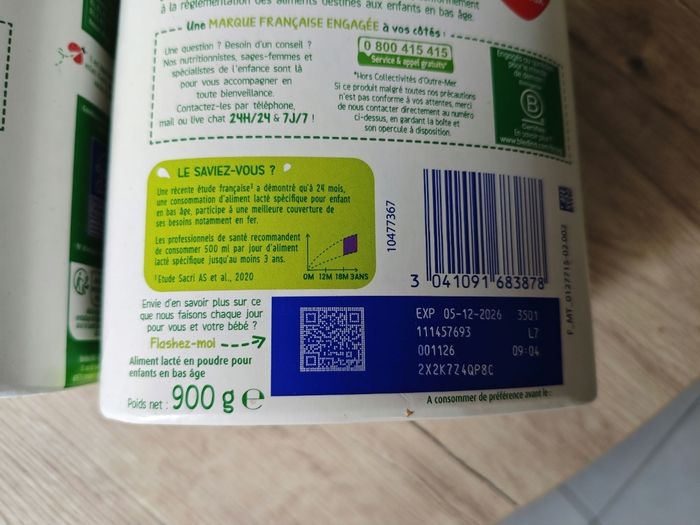 à la réglementation des aliments destinés aux enfants en bas âge.
Une MARQUE FRANÇAISE ENGAGÉE à vos côtés :
Une question ? Besoin d'un conseil ?
Nos nutritionnistes, sages-femmes et
spécialistes de l'enfance sont là
pour vous accompagner en
toute bienveillance.
Contactez-les par téléphone,
mail ou live chat 24H/24 & 7J/7 !
0 800 415 415
Service & appel gratuits*
*Hors Collectivités d'Outre-Mer
Si ce produit malgré toutes nos précautions
n'est pas conforme à vos attentes, merci
de nous contacter directement au numéro
ci-dessus, en gardant la boîte et
son opercule à disposition.
Certified
B
LE SAVIEZ-VOUS ?
Une récente étude française¹ a démontré qu'à 24 mois,
une consommation d'aliment lacté spécifique pour enfant
en bas âge, participe à une meilleure couverture de
ses besoins notamment en fer.
Les professionnels de santé recommandent
de consommer 500 ml par jour d'aliment
lacté spécifique jusqu'au moins 3 ans.
¹Etude Sacri AS et al., 2020
0M 12M 18M 3ANS
10477367
3 041091 683878
F_MT_0137715-02.002
Envie d'en savoir plus sur ce
que nous faisons chaque jour
pour vous et votre bébé ?
Flashez-moi
Aliment lacté en poudre pour
enfants en bas âge
Poids net : 900 g e
EXP 05-12-2026 3501
111457693 L7
001126 09:04
2X2K7Z4QP8C
A consommer de préférence avant le